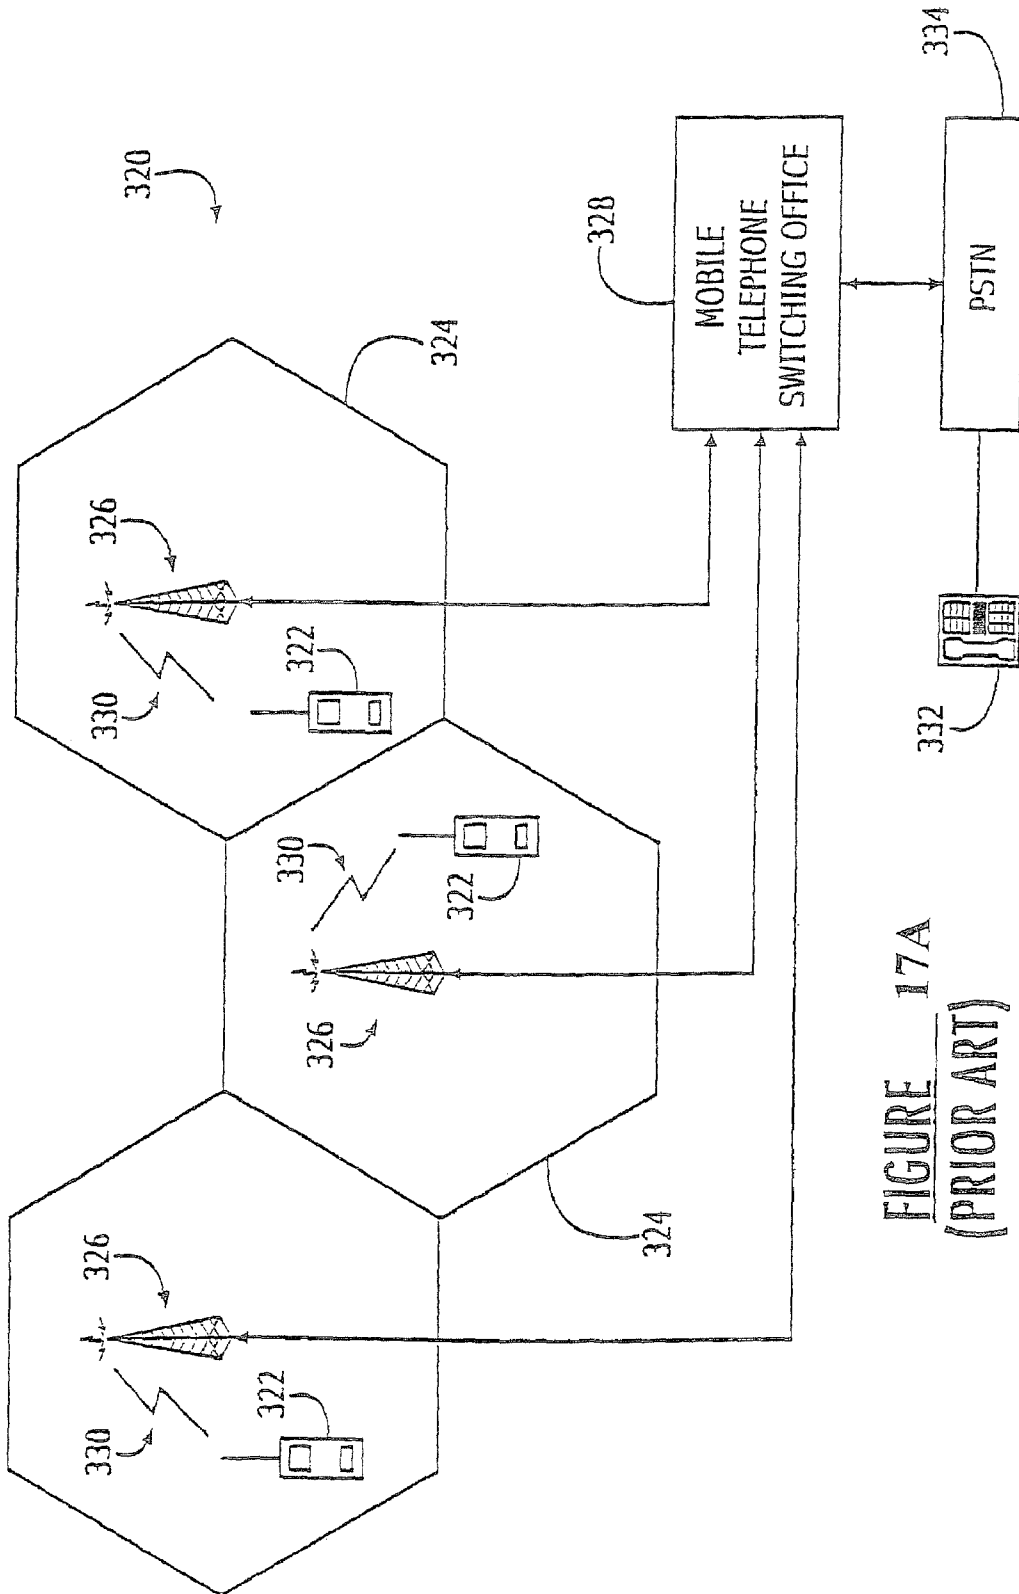 320
324
326
330
322
330
322
326
324
326
330
322
328
MOBILE
TELEPHONE
SWITCHING OFFICE
334
PSTN
332
FIGURE 17A
(PRIOR ART)